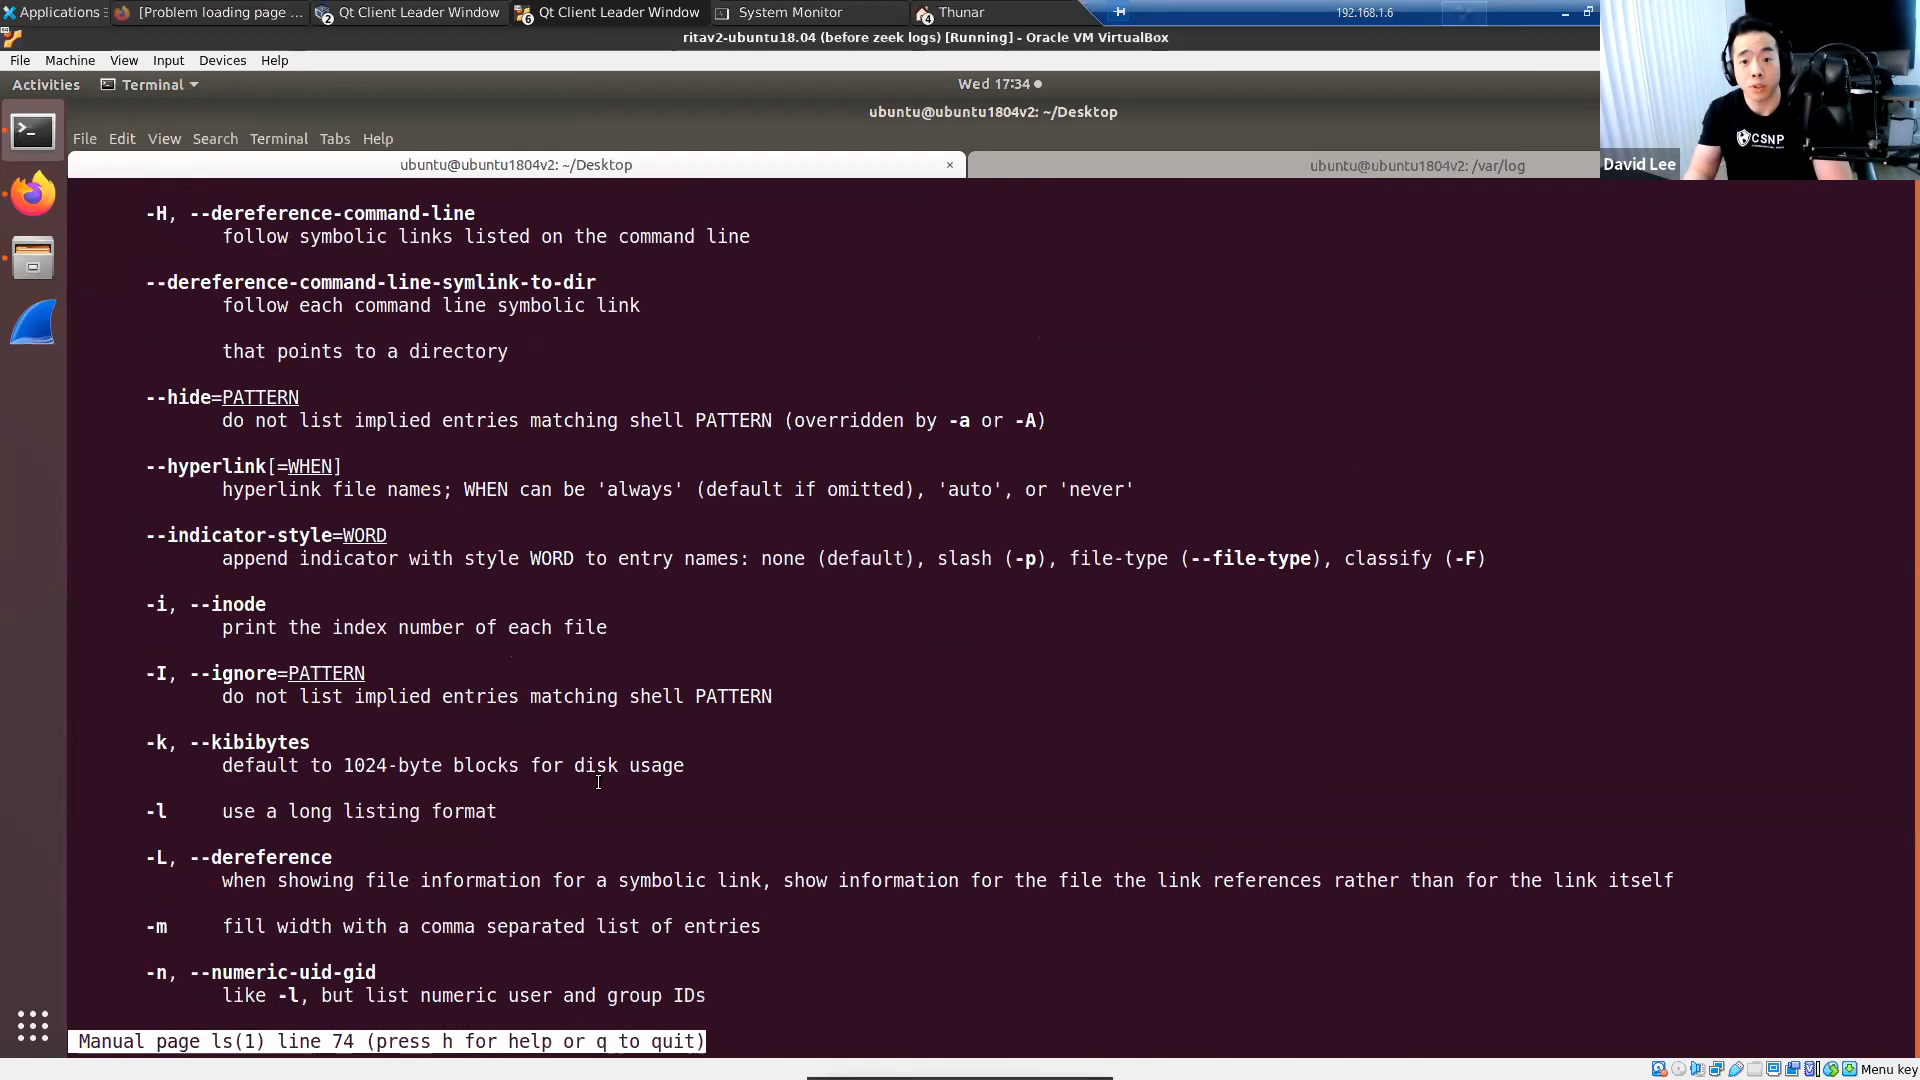 Applications
[Problem loading page ...
2 Qt Client Leader Window
6 Qt Client Leader Window
System Monitor
4 Thunar
192.168.1.6
ritav2-ubuntu18.04 (before zeek logs) [Running] - Oracle VM VirtualBox
File Machine View Input Devices Help
Activities Terminal
Wed 17:34
ubuntu@ubuntu1804v2: ~/Desktop
File Edit View Search Terminal Tabs Help
ubuntu@ubuntu1804v2: ~/Desktop ×
ubuntu@ubuntu1804v2: /var/log
CSNP
David Lee
-H, --dereference-command-line
follow symbolic links listed on the command line
--dereference-command-line-symlink-to-dir
follow each command line symbolic link
that points to a directory
--hide=PATTERN
do not list implied entries matching shell PATTERN (overridden by -a or -A)
--hyperlink[=WHEN]
hyperlink file names; WHEN can be 'always' (default if omitted), 'auto', or 'never'
--indicator-style=WORD
append indicator with style WORD to entry names: none (default), slash (-p), file-type (--file-type), classify (-F)
-i, --inode
print the index number of each file
-I, --ignore=PATTERN
do not list implied entries matching shell PATTERN
-k, --kibibytes
default to 1024-byte blocks for disk usage
-l use a long listing format
-L, --dereference
when showing file information for a symbolic link, show information for the file the link references rather than for the link itself
-m fill width with a comma separated list of entries
-n, --numeric-uid-gid
like -l, but list numeric user and group IDs
Manual page ls(1) line 74 (press h for help or q to quit)
Menu key